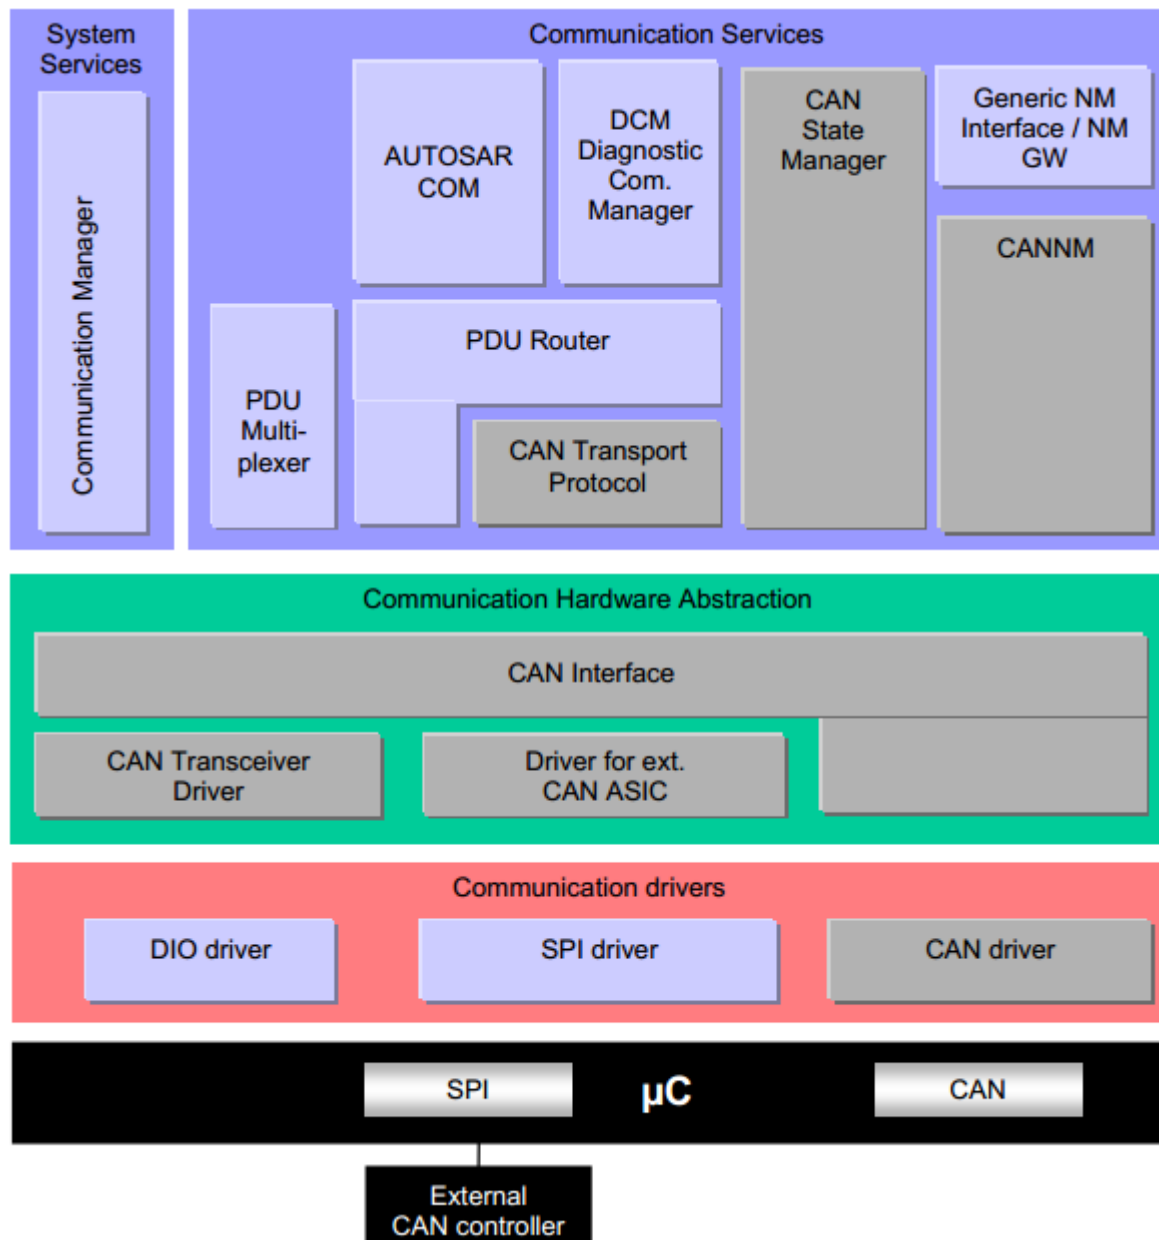 System
Services
Communication Manager
Communication Services
AUTOSAR
COM
DCM
Diagnostic
Com.
Manager
CAN
State
Manager
Generic NM
Interface / NM
GW
CANNM
PDU Router
PDU
Multi-
plexer
CAN Transport
Protocol
Communication Hardware Abstraction
CAN Interface
CAN Transceiver
Driver
Driver for ext.
CAN ASIC
Communication drivers
DIO driver
SPI driver
CAN driver
SPI
µC
CAN
External
CAN controller